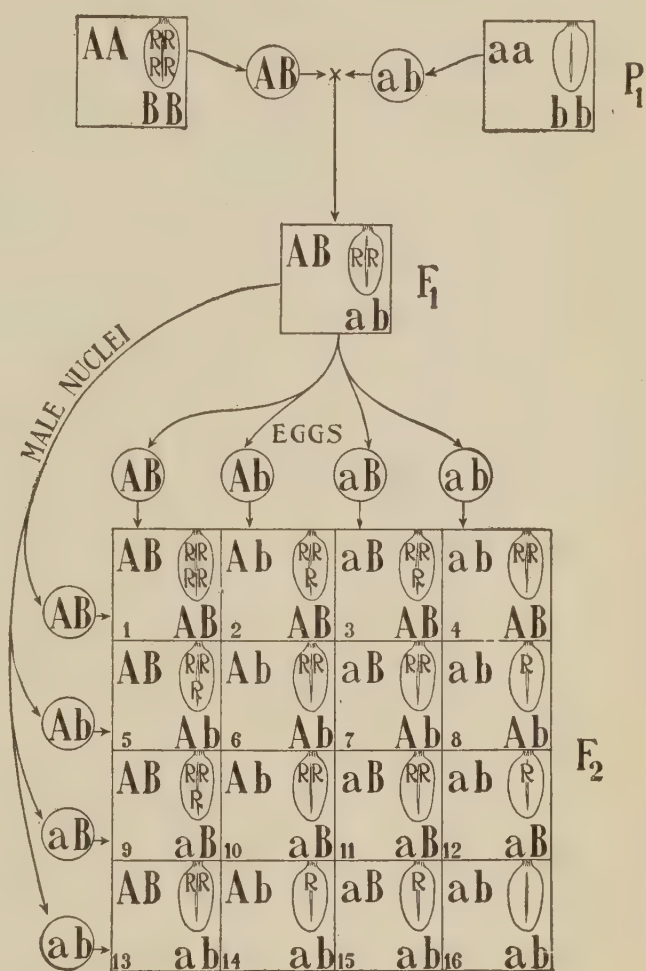 AA RR RR BB
AB × ab
aa bb
P₁
AB RR ab
F₁
MALE NUCLEI
EGGS
AB Ab aB ab
AB
AB RR RR 1 AB
Ab RR R 2 AB
aB RR R 3 AB
ab RR 4 AB
Ab
AB RR R 5 Ab
Ab RR 6 Ab
aB RR 7 Ab
ab R 8 Ab
F₂
aB
AB RR R 9 aB
Ab RR 10 aB
aB RR 11 aB
ab R 12 aB
ab
AB RR 13 ab
Ab R 14 ab
aB R 15 ab
ab 16 ab